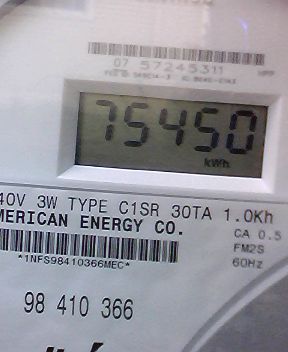 07 57245311
75450
kWh
40V 3W TYPE C1SR 30TA 1.0Kh
MERICAN ENERGY CO.
CA 0.5
FM2S
*1NFS98410366MEC*
60Hz
98 410 366